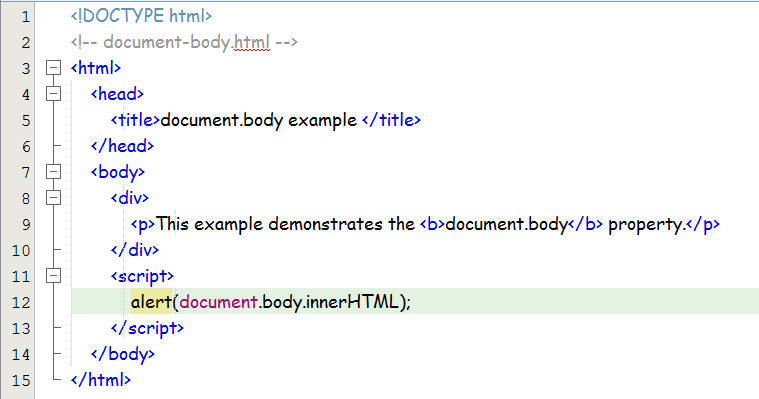 1 <!DOCTYPE html>
2 <!-- document-body.html -->
3 <html>
4 <head>
5 <title>document.body example </title>
6 </head>
7 <body>
8 <div>
9 <p>This example demonstrates the <b>document.body</b> property.</p>
10 </div>
11 <script>
12 alert(document.body.innerHTML);
13 </script>
14 </body>
15 </html>